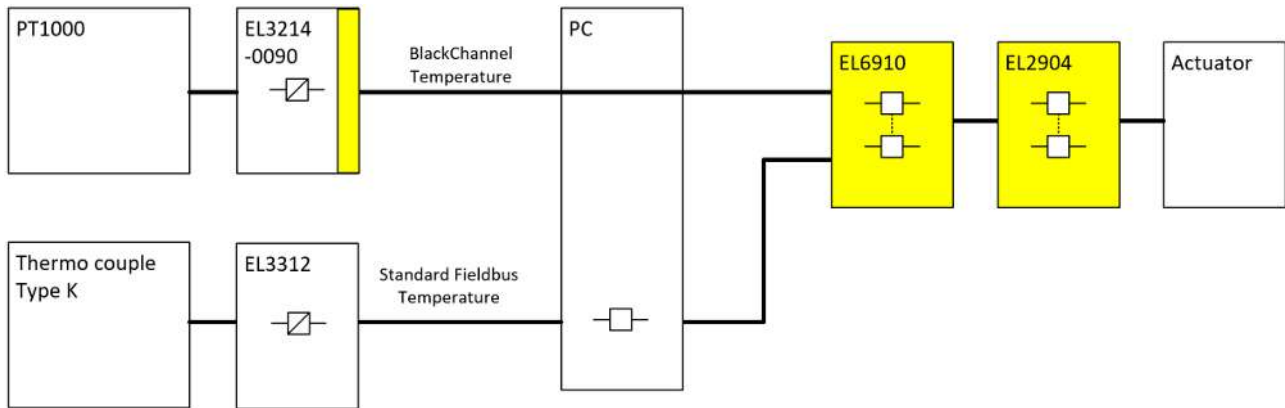 PT1000
EL3214
-0090
BlackChannel
Temperature
PC
EL6910
EL2904
Actuator
Thermo couple
Type K
EL3312
Standard Fieldbus
Temperature